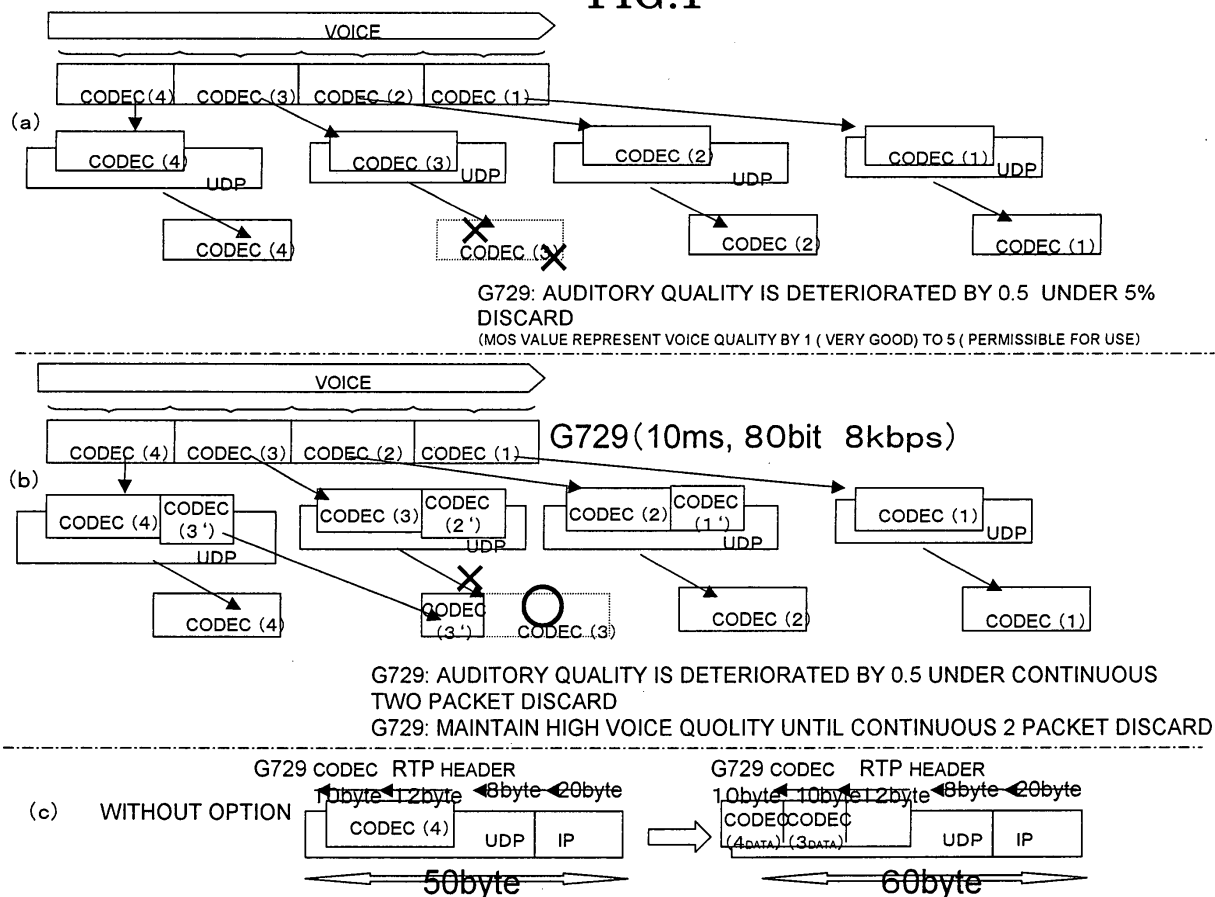 FIG.1
VOICE
CODEC(4) CODEC(3) CODEC(2) CODEC(1)
(a)
CODEC (4) CODEC (3) CODEC (2) CODEC (1)
UDP UDP UDP UDP
CODEC (4) CODEC (3) CODEC (2) CODEC (1)
G729: AUDITORY QUALITY IS DETERIORATED BY 0.5 UNDER 5%
DISCARD
(MOS VALUE REPRESENT VOICE QUALITY BY 1 ( VERY GOOD) TO 5 ( PERMISSIBLE FOR USE)
VOICE
CODEC(4) CODEC(3) CODEC(2) CODEC(1) G729(10ms, 80bit 8kbps)
(b)
CODEC (4) CODEC (3') CODEC (3) CODEC (2') CODEC (2) CODEC (1') CODEC (1)
UDP UDP UDP UDP
CODEC (4) CODEC (3') CODEC (3) CODEC (2) CODEC (1)
G729: AUDITORY QUALITY IS DETERIORATED BY 0.5 UNDER CONTINUOUS
TWO PACKET DISCARD
G729: MAINTAIN HIGH VOICE QUOLITY UNTIL CONTINUOUS 2 PACKET DISCARD
G729 CODEC RTP HEADER G729 CODEC RTP HEADER
10byte 12byte 8byte 20byte 10byte 10byte 12byte 8byte 20byte
(c) WITHOUT OPTION
CODEC (4) UDP IP CODEC (4DATA) CODEC (3DATA) UDP IP
50byte 60byte